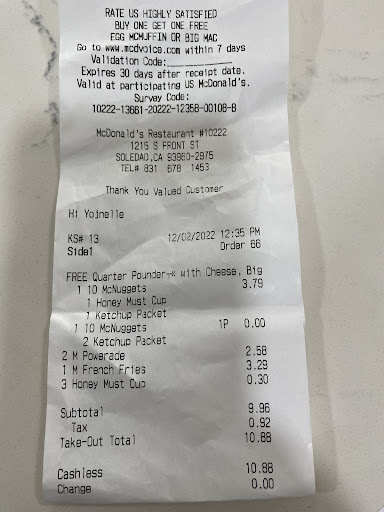 RATE US HIGHLY SATISFIED
BUY ONE GET ONE FREE
EGG MCMUFFIN OR BIG MAC
Go to www.mcdvoice.com within 7 days
Validation Code:
Expires 30 days after receipt date.
Valid at participating US McDonald's.
Survey Code:
10222-13661-20222-12358-00108-8
McDonald's Restaurant #10222
1215 S FRONT ST
SOLEDAD,CA 93960-2975
TEL# 831 678 1453
Thank You Valued Customer
Hi Yoinelle
KS# 13 12/02/2022 12:35 PM
Side1 Order 66
FREE Quarter Pounder with Cheese, Big
1 10 McNuggets 3.79
1 Honey Must Cup
1 Ketchup Packet
1 10 McNuggets 1P 0.00
2 Ketchup Packet
2 M Powerade 2.58
1 M French Fries 3.29
3 Honey Must Cup 0.30
Subtotal 9.96
Tax 0.92
Take-Out Total 10.88
Cashless 10.88
Change 0.00